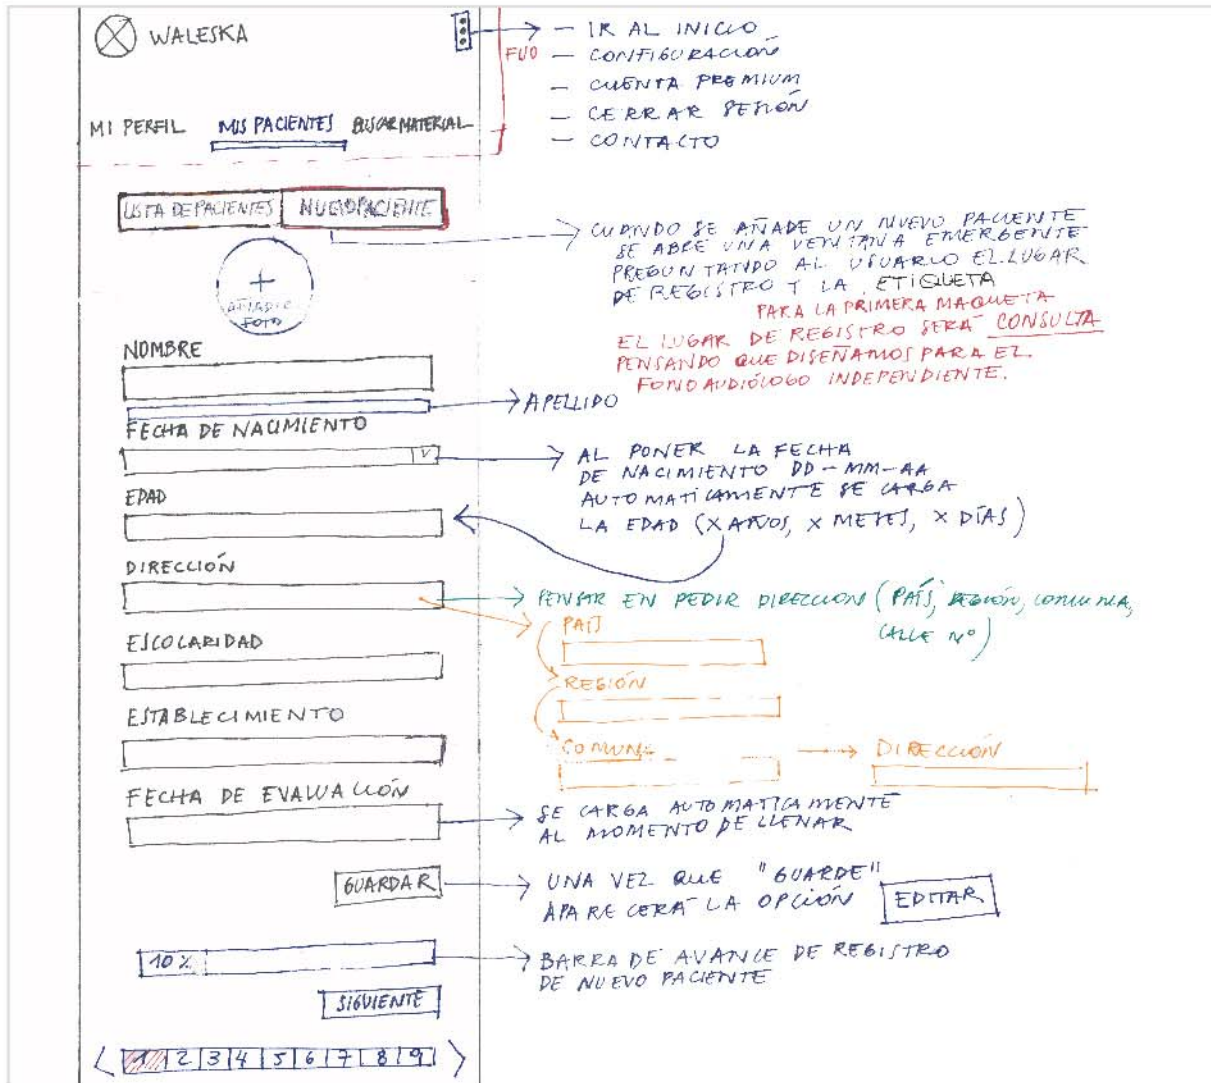 WALESKA
MI PERFIL MIS PACIENTES BUSCAR MATERIAL
FIJO
— IR AL INICIO
— CONFIGURACIÓN
— CUENTA PREMIUM
— CERRAR SESIÓN
— CONTACTO
LISTA DE PACIENTES NUEVO PACIENTE
CUANDO SE AÑADE UN NUEVO PACIENTE
SE ABRE UNA VENTANA EMERGENTE
PREGUNTANDO AL USUARIO EL LUGAR
DE REGISTRO Y LA ETIQUETA
PARA LA PRIMERA MAQUETA
EL LUGAR DE REGISTRO SERÁ CONSULTA
PENSANDO QUE DISEÑAMOS PARA EL
FONOAUDIÓLOGO INDEPENDIENTE.
+
AÑADIR
FOTO
NOMBRE
APELLIDO
FECHA DE NACIMIENTO
V
AL PONER LA FECHA
DE NACIMIENTO DD-MM-AA
AUTOMATICAMENTE SE CARGA
LA EDAD (X AÑOS, X MESES, X DÍAS)
EDAD
DIRECCIÓN
PENSAR EN PEDIR DIRECCION (PAÍS, REGIÓN, COMUNA,
CALLE Nº)
PAÍS
REGIÓN
COMUNA
DIRECCIÓN
ESCOLARIDAD
ESTABLECIMIENTO
FECHA DE EVALUACIÓN
SE CARGA AUTOMATICAMENTE
AL MOMENTO DE LLENAR
GUARDAR
UNA VEZ QUE "GUARDE"
APARECERÁ LA OPCIÓN EDITAR
10%
BARRA DE AVANCE DE REGISTRO
DE NUEVO PACIENTE
SIGUIENTE
< 1 2 3 4 5 6 7 8 9 >